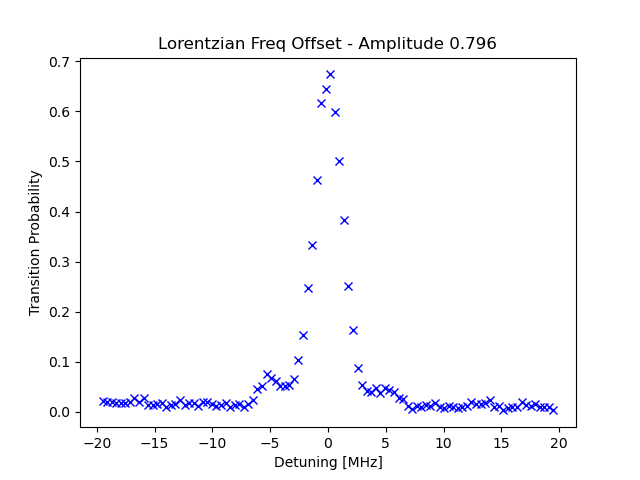 Lorentzian Freq Offset - Amplitude 0.796
0.7
0.6
0.5
0.4
0.3
0.2
0.1
0.0
Transition Probability
−20 −15 −10 −5 0 5 10 15 20
Detuning [MHz]